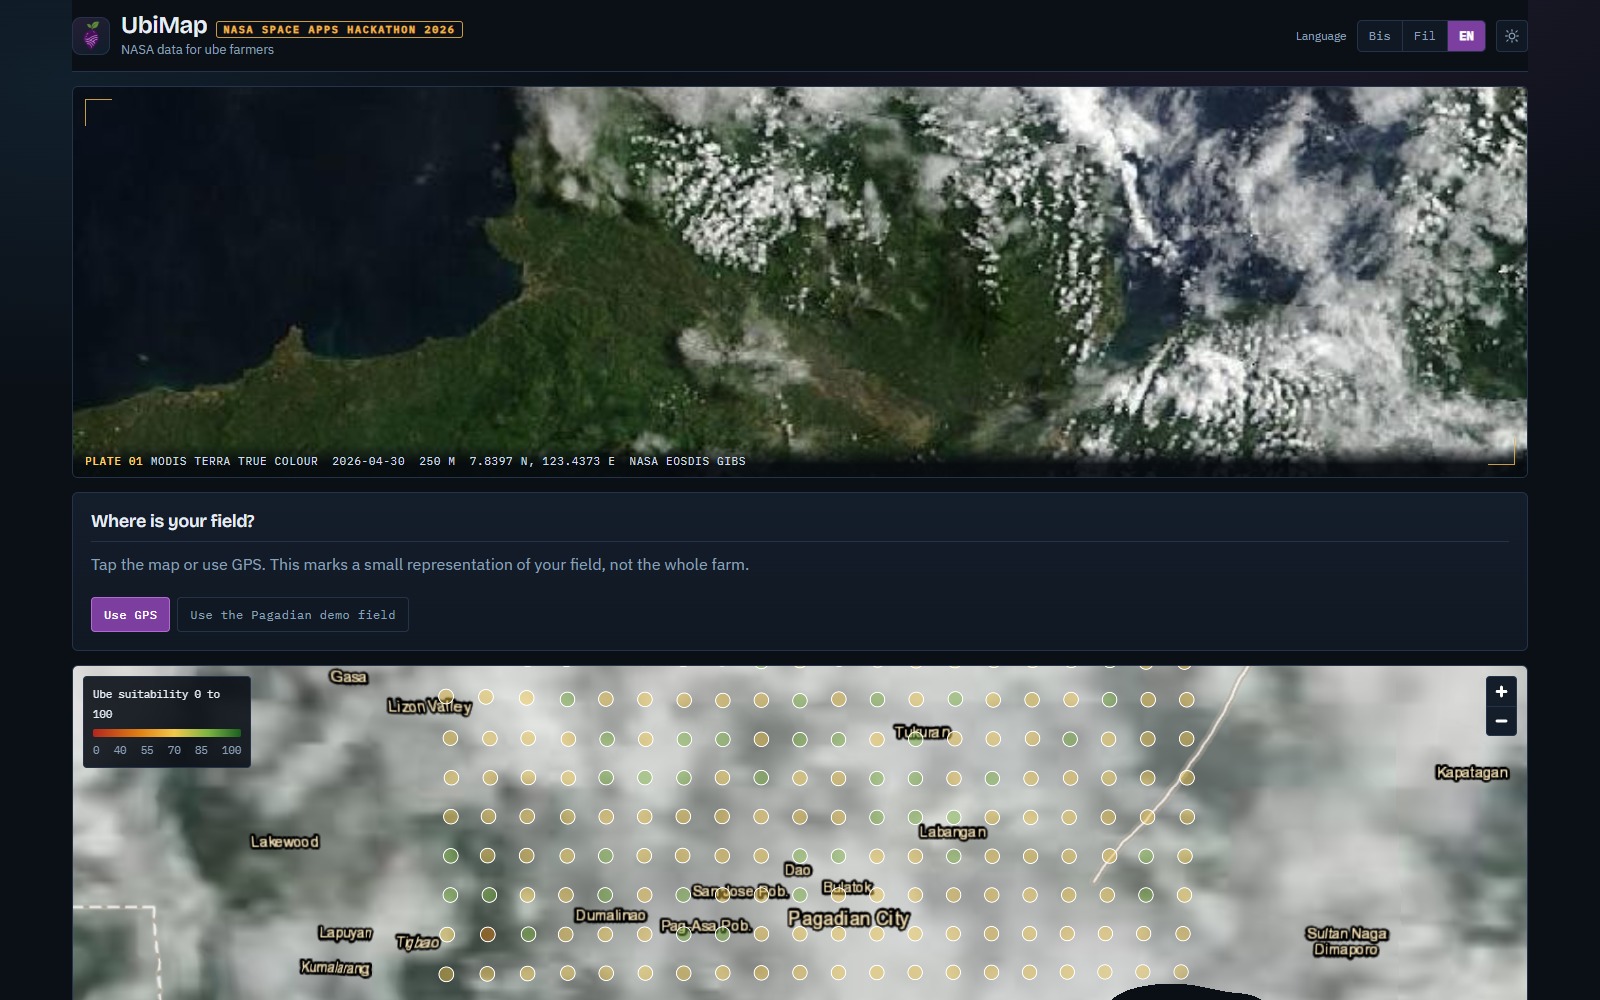 UbiMap NASA SPACE APPS HACKATHON 2026
NASA data for ube farmers
Language Bis Fil EN
PLATE 01 MODIS TERRA TRUE COLOUR 2026-04-30 250 M 7.8397 N, 123.4373 E NASA EOSDIS GIBS
Where is your field?
Tap the map or use GPS. This marks a small representation of your field, not the whole farm.
Use GPS
Use the Pagadian demo field
Ube suitability 0 to
100
0 40 55 70 85 100
+
−
Gasa
Lizon Valley
Tukuran
Kapatagan
Labangan
Lakewood
Dao
San Jose Pob.
Bulatok
Dumalinao
Pag-Asa Pob.
Pagadian City
Lapuyan
Tigbao
Sultan Naga
Dimaporo
Kumalarang